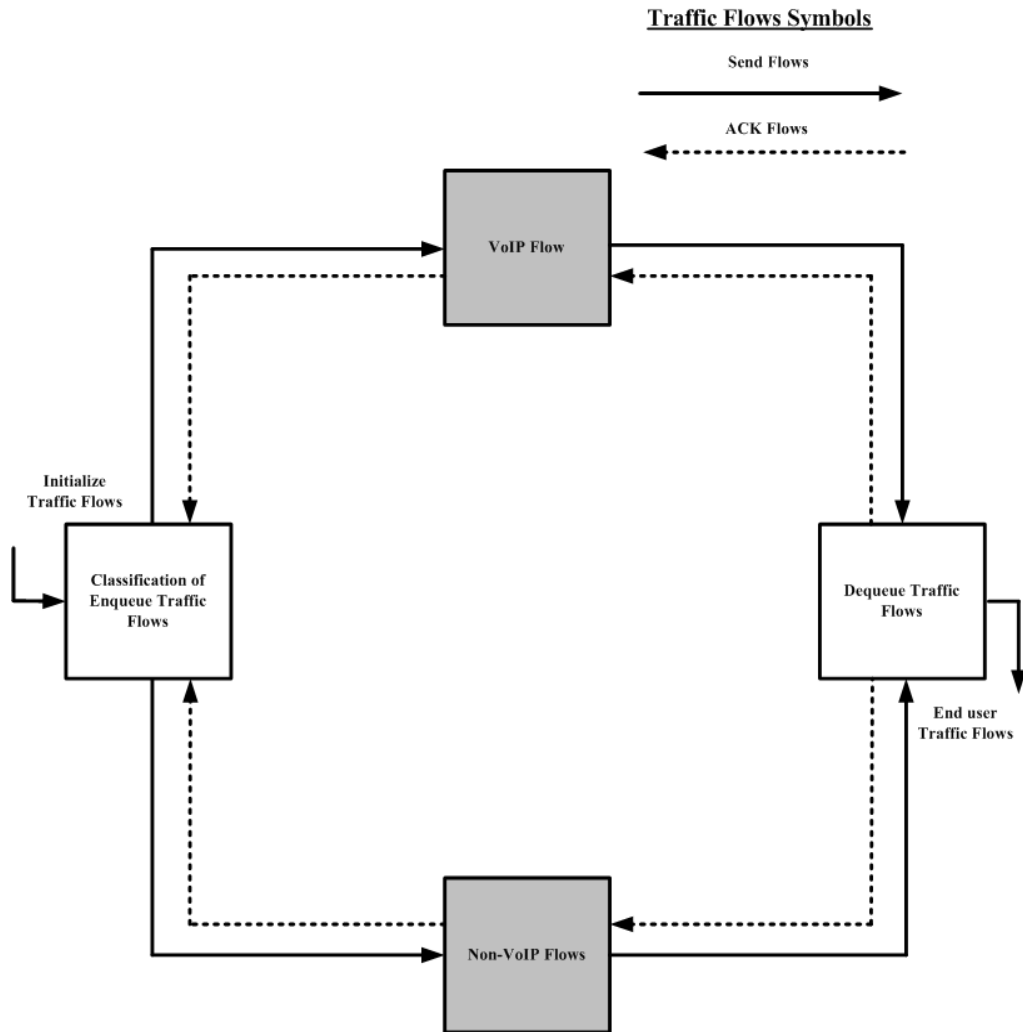 Traffic Flows Symbols
Send Flows
ACK Flows
VoIP Flow
Initialize
Traffic Flows
Classification of
Enqueue Traffic
Flows
Dequeue Traffic
Flows
End user
Traffic Flows
Non-VoIP Flows